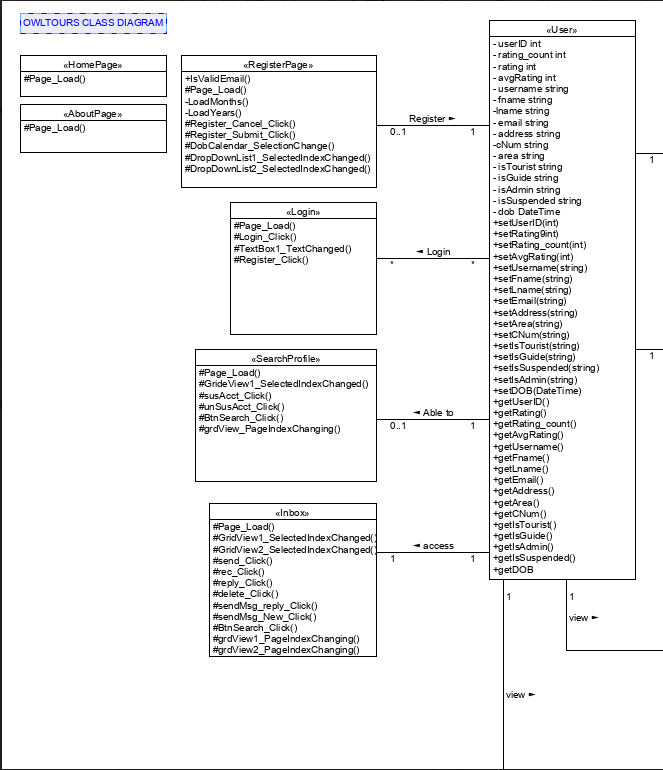 OWLTOURS CLASS DIAGRAM
«HomePage»
#Page_Load()
«AboutPage»
#Page_Load()
«RegisterPage»
+IsValidEmail()
#Page_Load()
-LoadMonths()
-LoadYears()
#Register_Cancel_Click()
#Register_Submit_Click()
#DobCalendar_SelectionChange()
#DropDownList1_SelectedIndexChanged()
#DropDownList2_SelectedIndexChanged()
Register ►
0..1 1
«Login»
#Page_Load()
#Login_Click()
#TextBox1_TextChanged()
#Register_Click()
◄ Login
* *
«SearchProfile»
#Page_Load()
#GrideView1_SelectedIndexChanged()
#susAcct_Click()
#unSusAcct_Click()
#BtnSearch_Click()
#grdView_PageIndexChanging()
◄ Able to
0..1 1
«Inbox»
#Page_Load()
#GridView1_SelectedIndexChanged()
#GridView2_SelectedIndexChanged()
#send_Click()
#rec_Click()
#reply_Click()
#delete_Click()
#sendMsg_reply_Click()
#sendMsg_New_Click()
#BtnSearch_Click()
#grdView1_PageIndexChanging()
#grdView2_PageIndexChanging()
◄ access
1 1
«User»
- userID int
- rating_count int
- rating int
- avgRating int
- username string
- fname string
-lname string
- email string
- address string
-cNum string
- area string
- isTourist string
- isGuide string
- isAdmin string
- isSuspended string
- dob DateTime
+setUserID(int)
+setRating9int)
+setRating_count(int)
+setAvgRating(int)
+setUsername(string)
+setFname(string)
+setLname(string)
+setEmail(string)
+setAddress(string)
+setArea(string)
+setCNum(string)
+setIsTourist(string)
+setIsGuide(string)
+setIsSuspended(string)
+setIsAdmin(string)
+setDOB(DateTime)
+getUserID()
+getRating()
+getRating_count()
+getAvgRating()
+getUsername()
+getFname()
+getLname()
+getEmail()
+getAddress()
+getArea()
+getCNum()
+getIsTourist()
+getIsGuide()
+getIsAdmin()
+getIsSuspended()
+getDOB
1
1
1 1
view ►
view ►